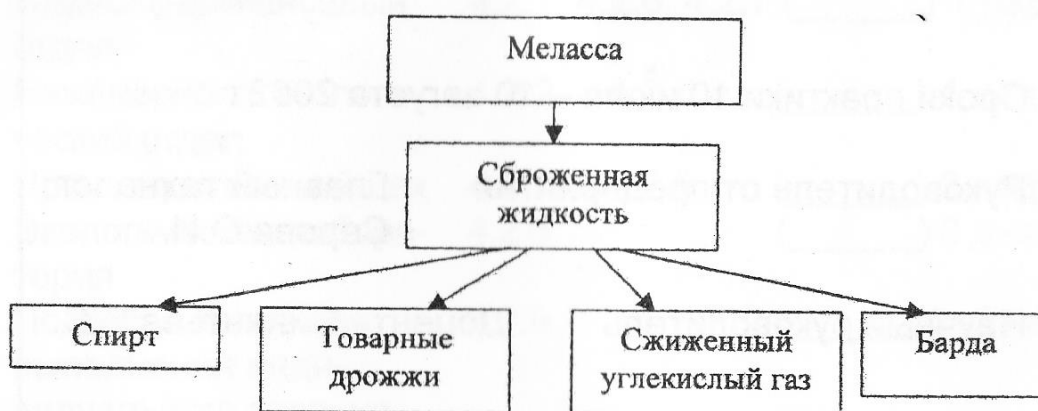 Меласса
Сброженная
жидкость
Спирт
Товарные
дрожжи
Сжиженный
углекислый газ
Барда